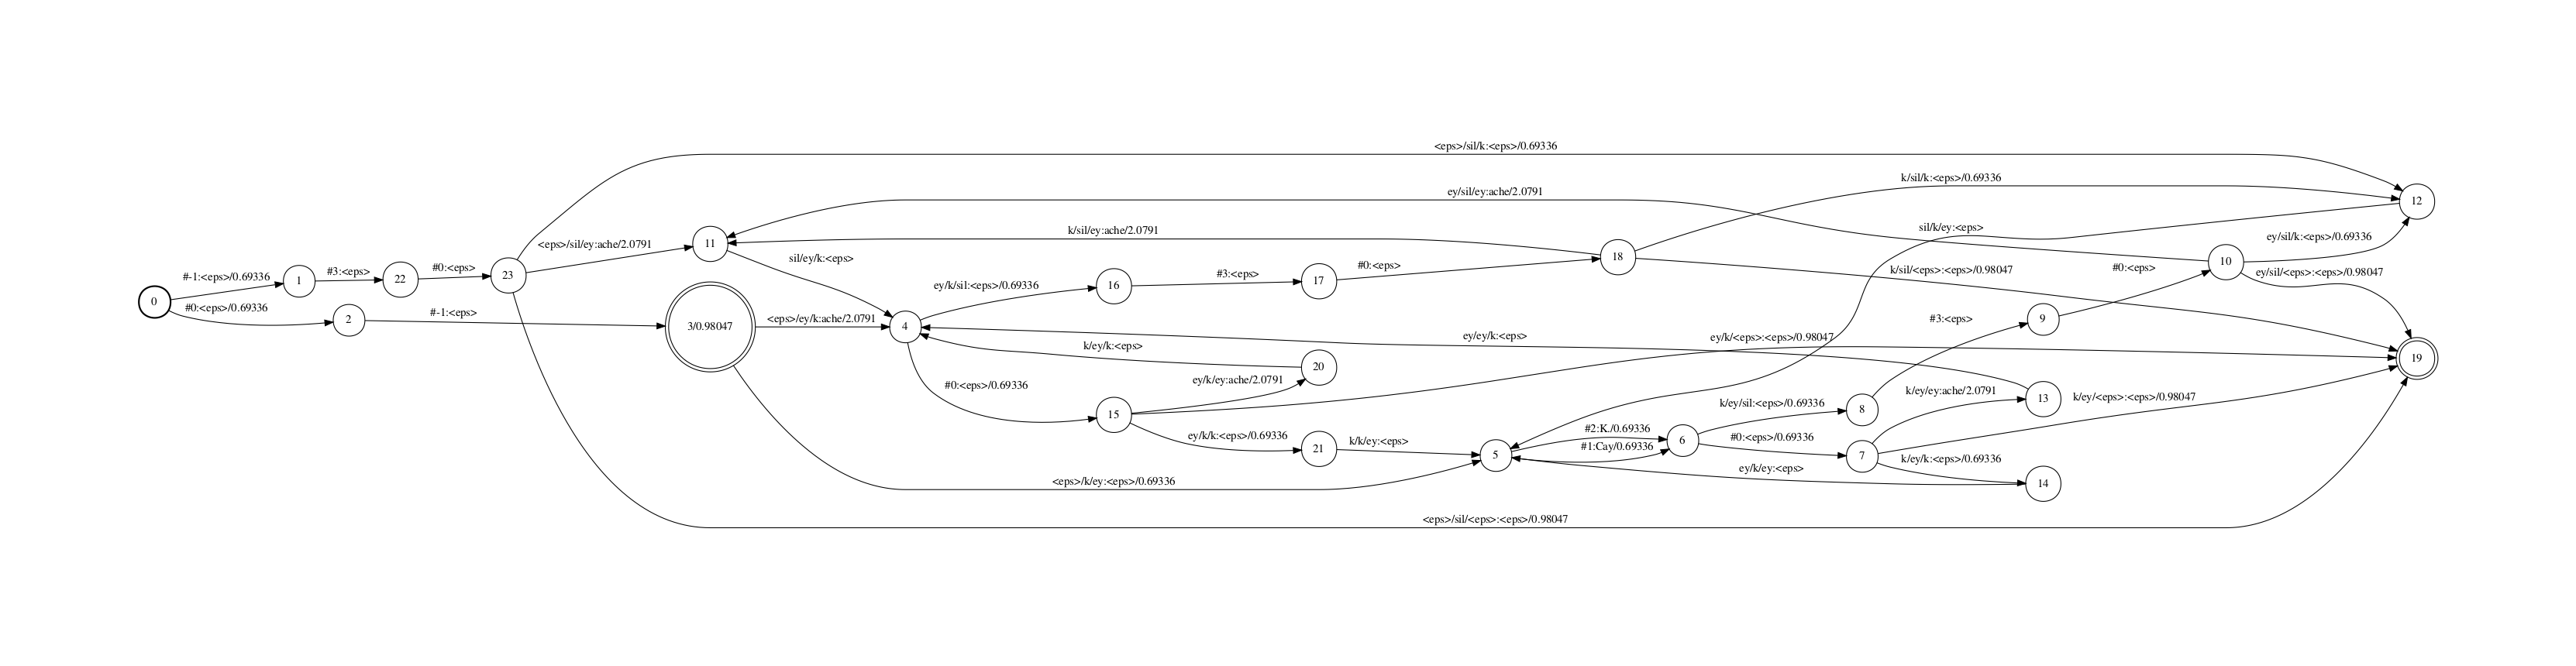 <eps>/sil/k:<eps>/0.69336
k/sil/k:<eps>/0.69336
ey/sil/ey:ache/2.0791
12
k/sil/ey:ache/2.0791
sil/k/ey:<eps>
ey/sil/k:<eps>/0.69336
<eps>/sil/ey:ache/2.0791
11
sil/ey/k:<eps>
18
10
#-1:<eps>/0.69336
1
#3:<eps>
22
#0:<eps>
23
ey/k/sil:<eps>/0.69336
16
#3:<eps>
17
#0:<eps>
k/sil/<eps>:<eps>/0.98047
#0:<eps>
ey/sil/<eps>:<eps>/0.98047
0
#0:<eps>/0.69336
2
#-1:<eps>
3/0.98047
<eps>/ey/k:ache/2.0791
4
#3:<eps>
9
ey/ey/k:<eps>
ey/k/<eps>:<eps>/0.98047
k/ey/k:<eps>
20
19
#0:<eps>/0.69336
ey/k/ey:ache/2.0791
15
k/ey/sil:<eps>/0.69336
8
k/ey/ey:ache/2.0791
13
k/ey/<eps>:<eps>/0.98047
ey/k/k:<eps>/0.69336
21
k/k/ey:<eps>
5
#2:K./0.69336
#1:Cay/0.69336
6
#0:<eps>/0.69336
7
k/ey/k:<eps>/0.69336
14
ey/k/ey:<eps>
<eps>/k/ey:<eps>/0.69336
<eps>/sil/<eps>:<eps>/0.98047